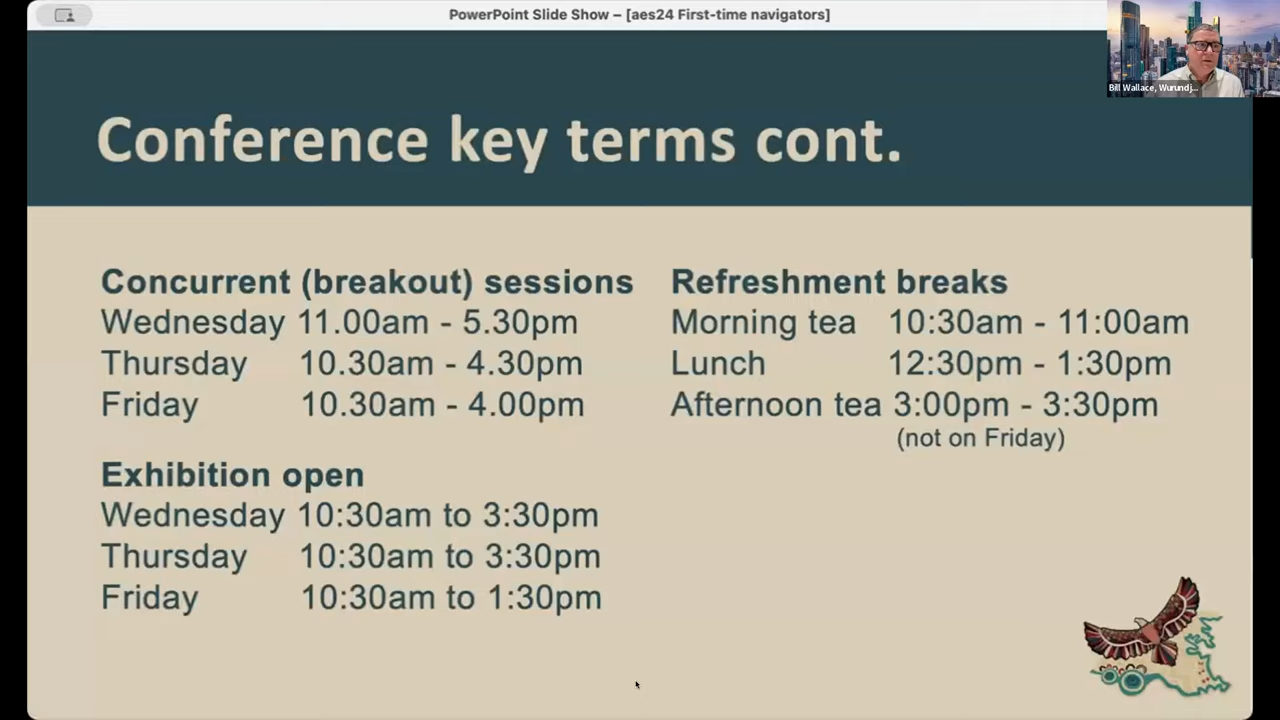 PowerPoint Slide Show – [aes24 First-time navigators]
Bill Wallace, Wurundj...
Conference key terms cont.
Concurrent (breakout) sessions
Wednesday 11.00am - 5.30pm
Thursday 10.30am - 4.30pm
Friday 10.30am - 4.00pm
Exhibition open
Wednesday 10:30am to 3:30pm
Thursday 10:30am to 3:30pm
Friday 10:30am to 1:30pm
Refreshment breaks
Morning tea 10:30am - 11:00am
Lunch 12:30pm - 1:30pm
Afternoon tea 3:00pm - 3:30pm
(not on Friday)